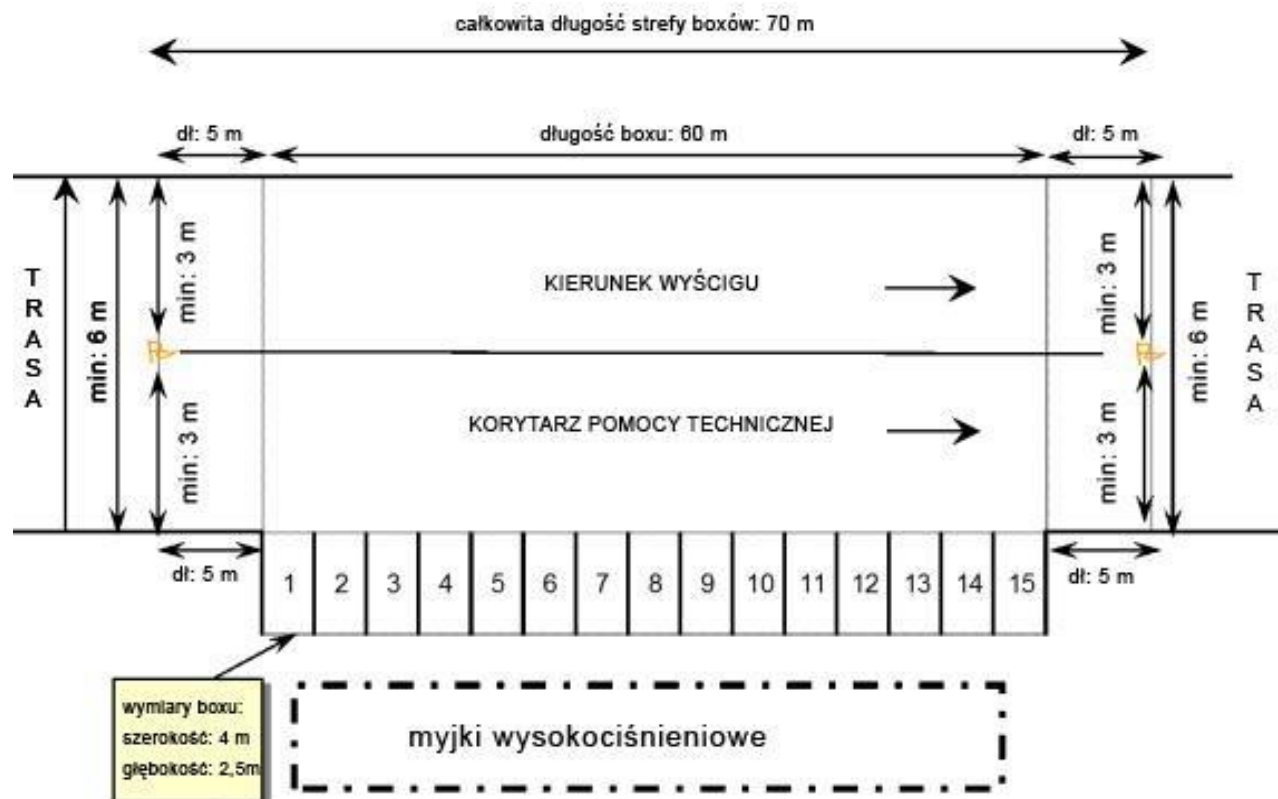 całkowita długość strefy boxów: 70 m
dł: 5 m
długość boxu: 60 m
dł: 5 m
TRASA
min: 6 m
min: 3 m
min: 3 m
KIERUNEK WYŚCIGU
KORYTARZ POMOCY TECHNICZNEJ
min: 3 m
min: 3 m
min: 6 m
TRASA
dł: 5 m
1 2 3 4 5 6 7 8 9 10 11 12 13 14 15
dł: 5 m
wymiary boxu:
szerokość: 4 m
głębokość: 2,5m
myjki wysokociśnieniowe